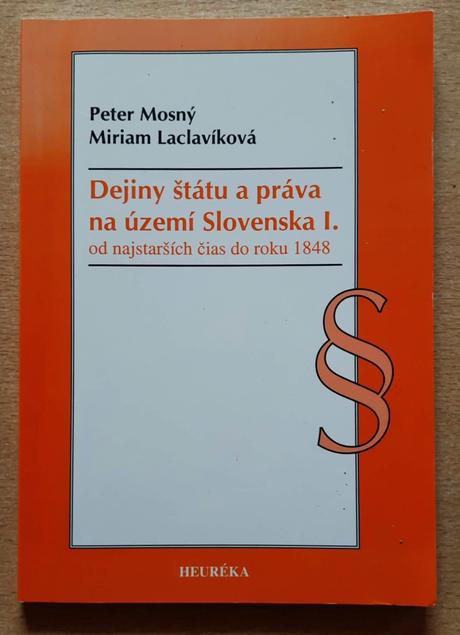 Peter Mosný
Miriam Laclavíková
Dejiny štátu a práva
na území Slovenska I.
od najstarších čias do roku 1848
§
HEURÉKA